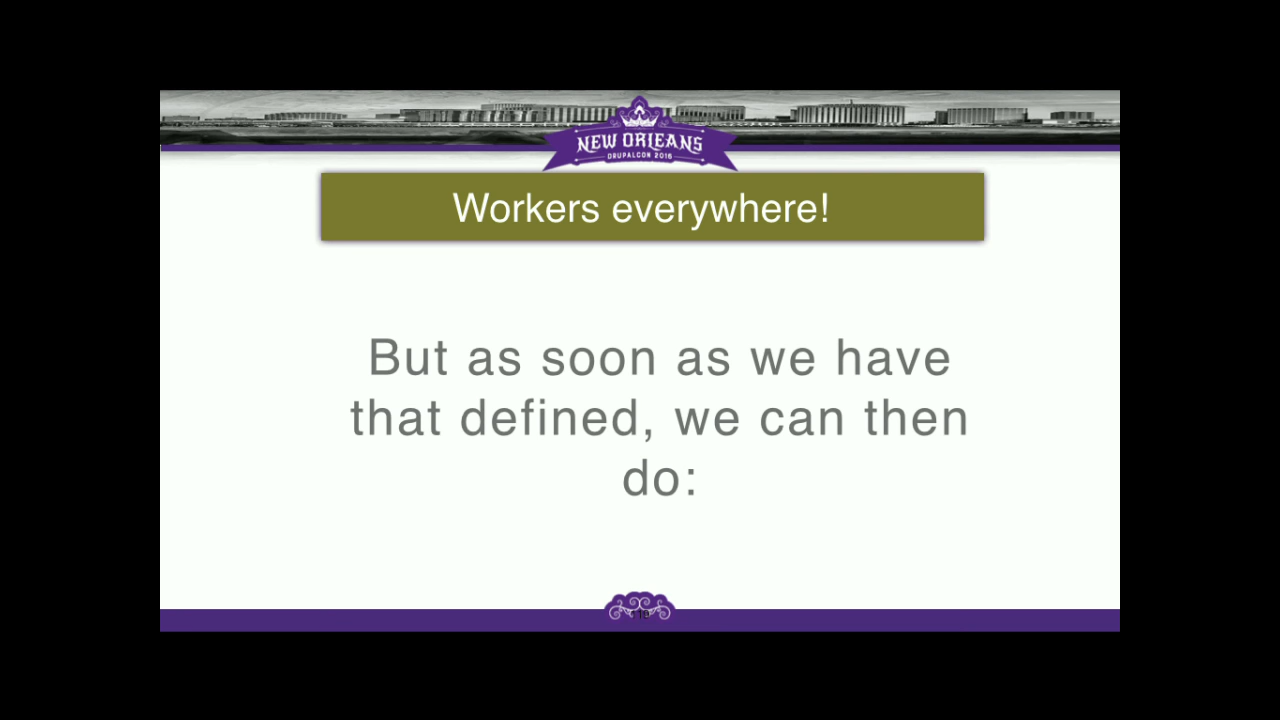 NEW ORLEANS
DRUPALCON 2016
Workers everywhere!
But as soon as we have
that defined, we can then
do: